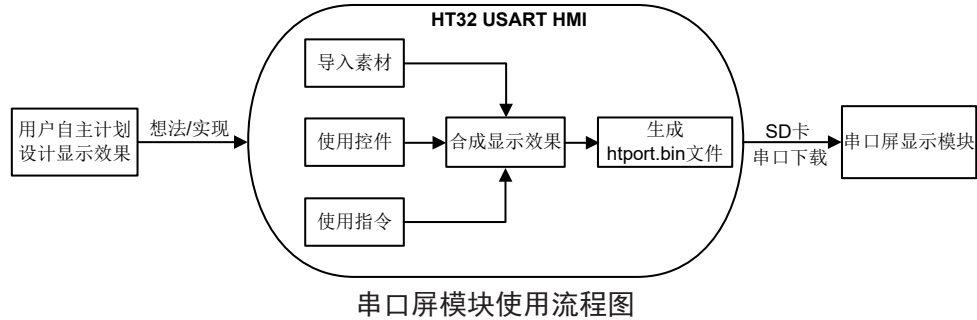 HT32 USART HMI
用户自主计划
设计显示效果
想法/实现
导入素材
使用控件
使用指令
合成显示效果
生成
htport.bin文件
SD卡
串口下载
串口屏显示模块
串口屏模块使用流程图